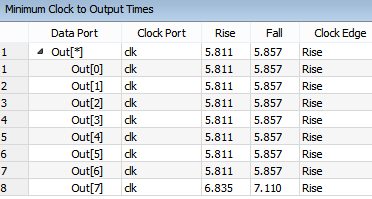 Minimum Clock to Output Times
Data Port Clock Port Rise Fall Clock Edge
1 Out[*] clk 5.811 5.857 Rise
1 Out[0] clk 5.811 5.857 Rise
2 Out[1] clk 5.811 5.857 Rise
3 Out[2] clk 5.811 5.857 Rise
4 Out[3] clk 5.811 5.857 Rise
5 Out[4] clk 5.811 5.857 Rise
6 Out[5] clk 5.811 5.857 Rise
7 Out[6] clk 5.811 5.857 Rise
8 Out[7] clk 6.835 7.110 Rise